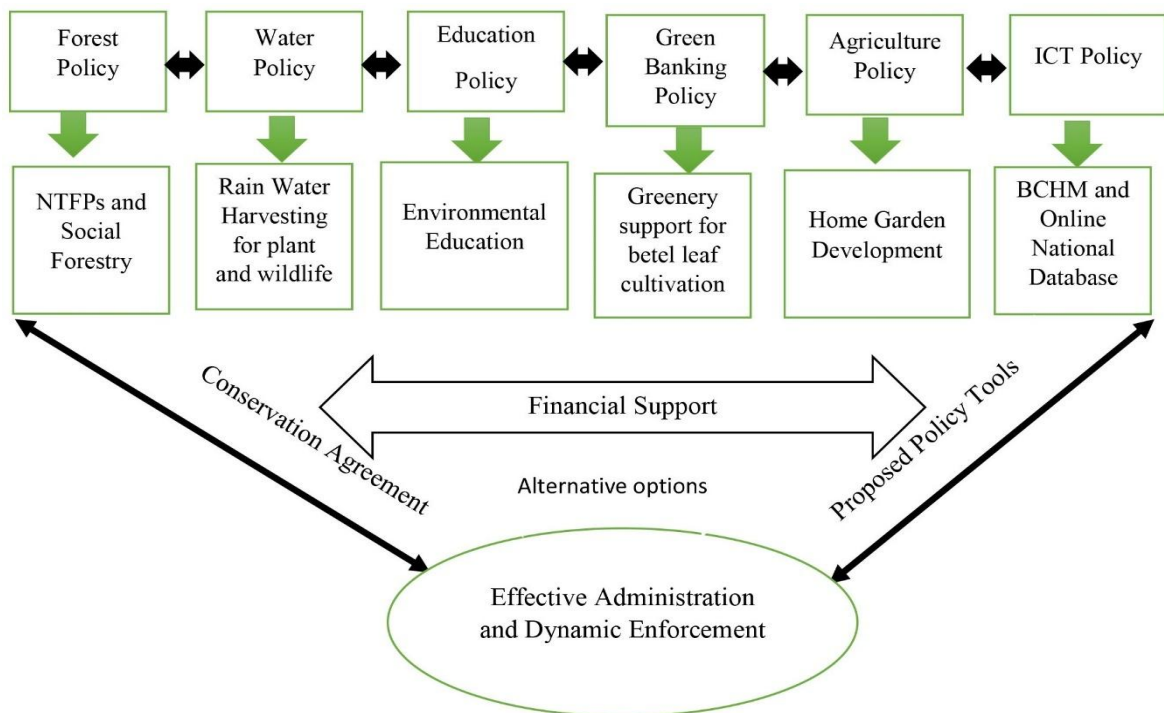 Forest
Policy
Water
Policy
Education
Policy
Green
Banking
Policy
Agriculture
Policy
ICT Policy
NTFPs and
Social
Forestry
Rain Water
Harvesting
for plant
and wildlife
Environmental
Education
Greenery
support for
betel leaf
cultivation
Home Garden
Development
BCHM and
Online
National
Database
Conservation Agreement
Financial Support
Proposed Policy Tools
Alternative options
Effective Administration
and Dynamic Enforcement